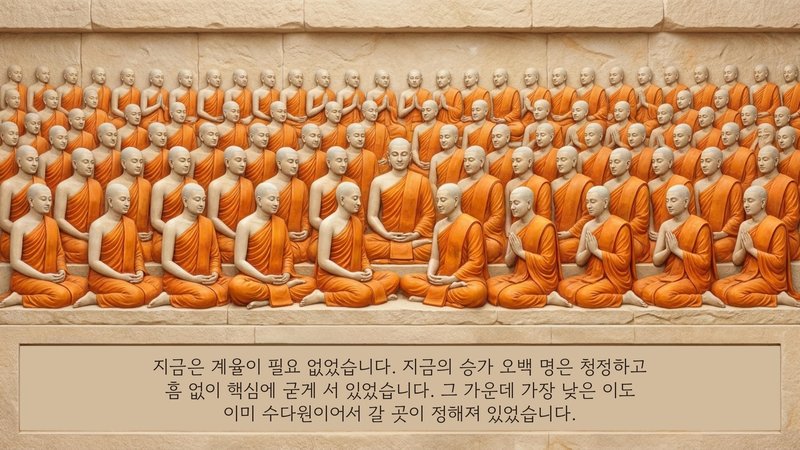 지금은 계율이 필요 없었습니다. 지금의 승가 오백 명은 청정하고
흠 없이 핵심에 굳게 서 있었습니다. 그 가운데 가장 낮은 이도
이미 수다원이어서 갈 곳이 정해져 있었습니다.